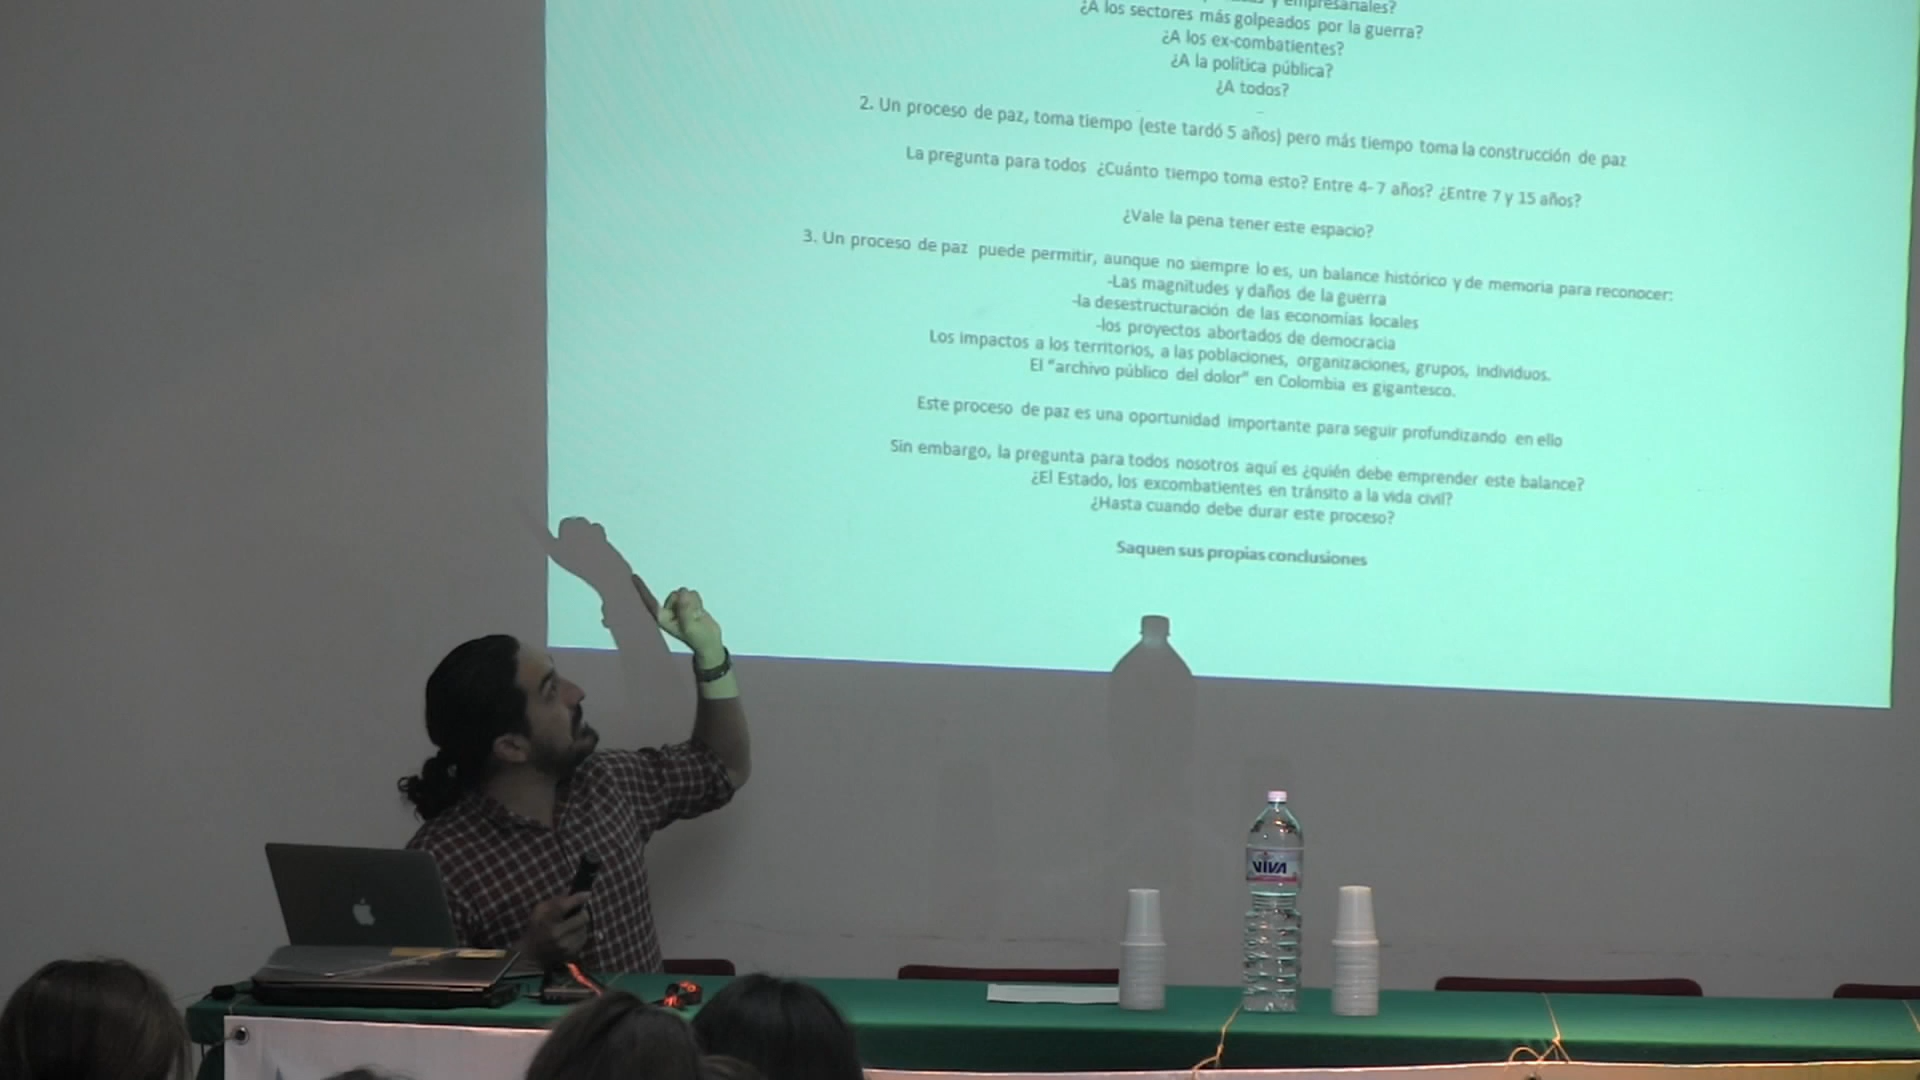 y empresariales?
¿A los sectores más golpeados por la guerra?
¿A los ex-combatientes?
¿A la política pública?
¿A todos?
2. Un proceso de paz, toma tiempo (este tardó 5 años) pero más tiempo toma la construcción de paz
La pregunta para todos ¿Cuánto tiempo toma esto? Entre 4- 7 años? ¿Entre 7 y 15 años?
¿Vale la pena tener este espacio?
3. Un proceso de paz puede permitir, aunque no siempre lo es, un balance histórico y de memoria para reconocer:
-Las magnitudes y daños de la guerra
-la desestructuración de las economías locales
-los proyectos abortados de democracia
Los impactos a los territorios, a las poblaciones, organizaciones, grupos, individuos.
El "archivo público del dolor" en Colombia es gigantesco.
Este proceso de paz es una oportunidad importante para seguir profundizando en ello
Sin embargo, la pregunta para todos nosotros aquí es ¿quién debe emprender este balance?
¿El Estado, los excombatientes en tránsito a la vida civil?
¿Hasta cuando debe durar este proceso?
Saquen sus propias conclusiones
VIVA